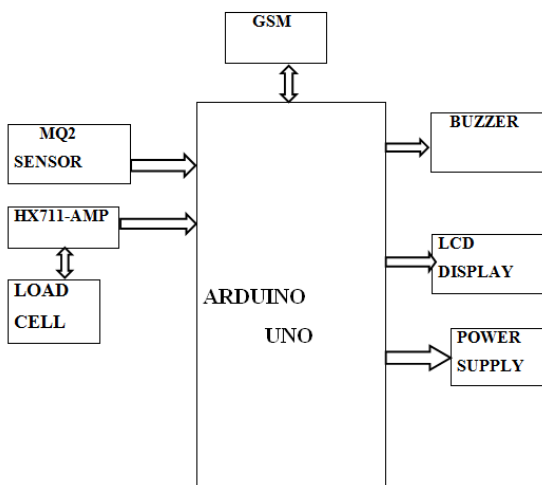 GSM
MQ2
SENSOR
HX711-AMP
LOAD
CELL
ARDUINO
UNO
BUZZER
LCD
DISPLAY
POWER
SUPPLY